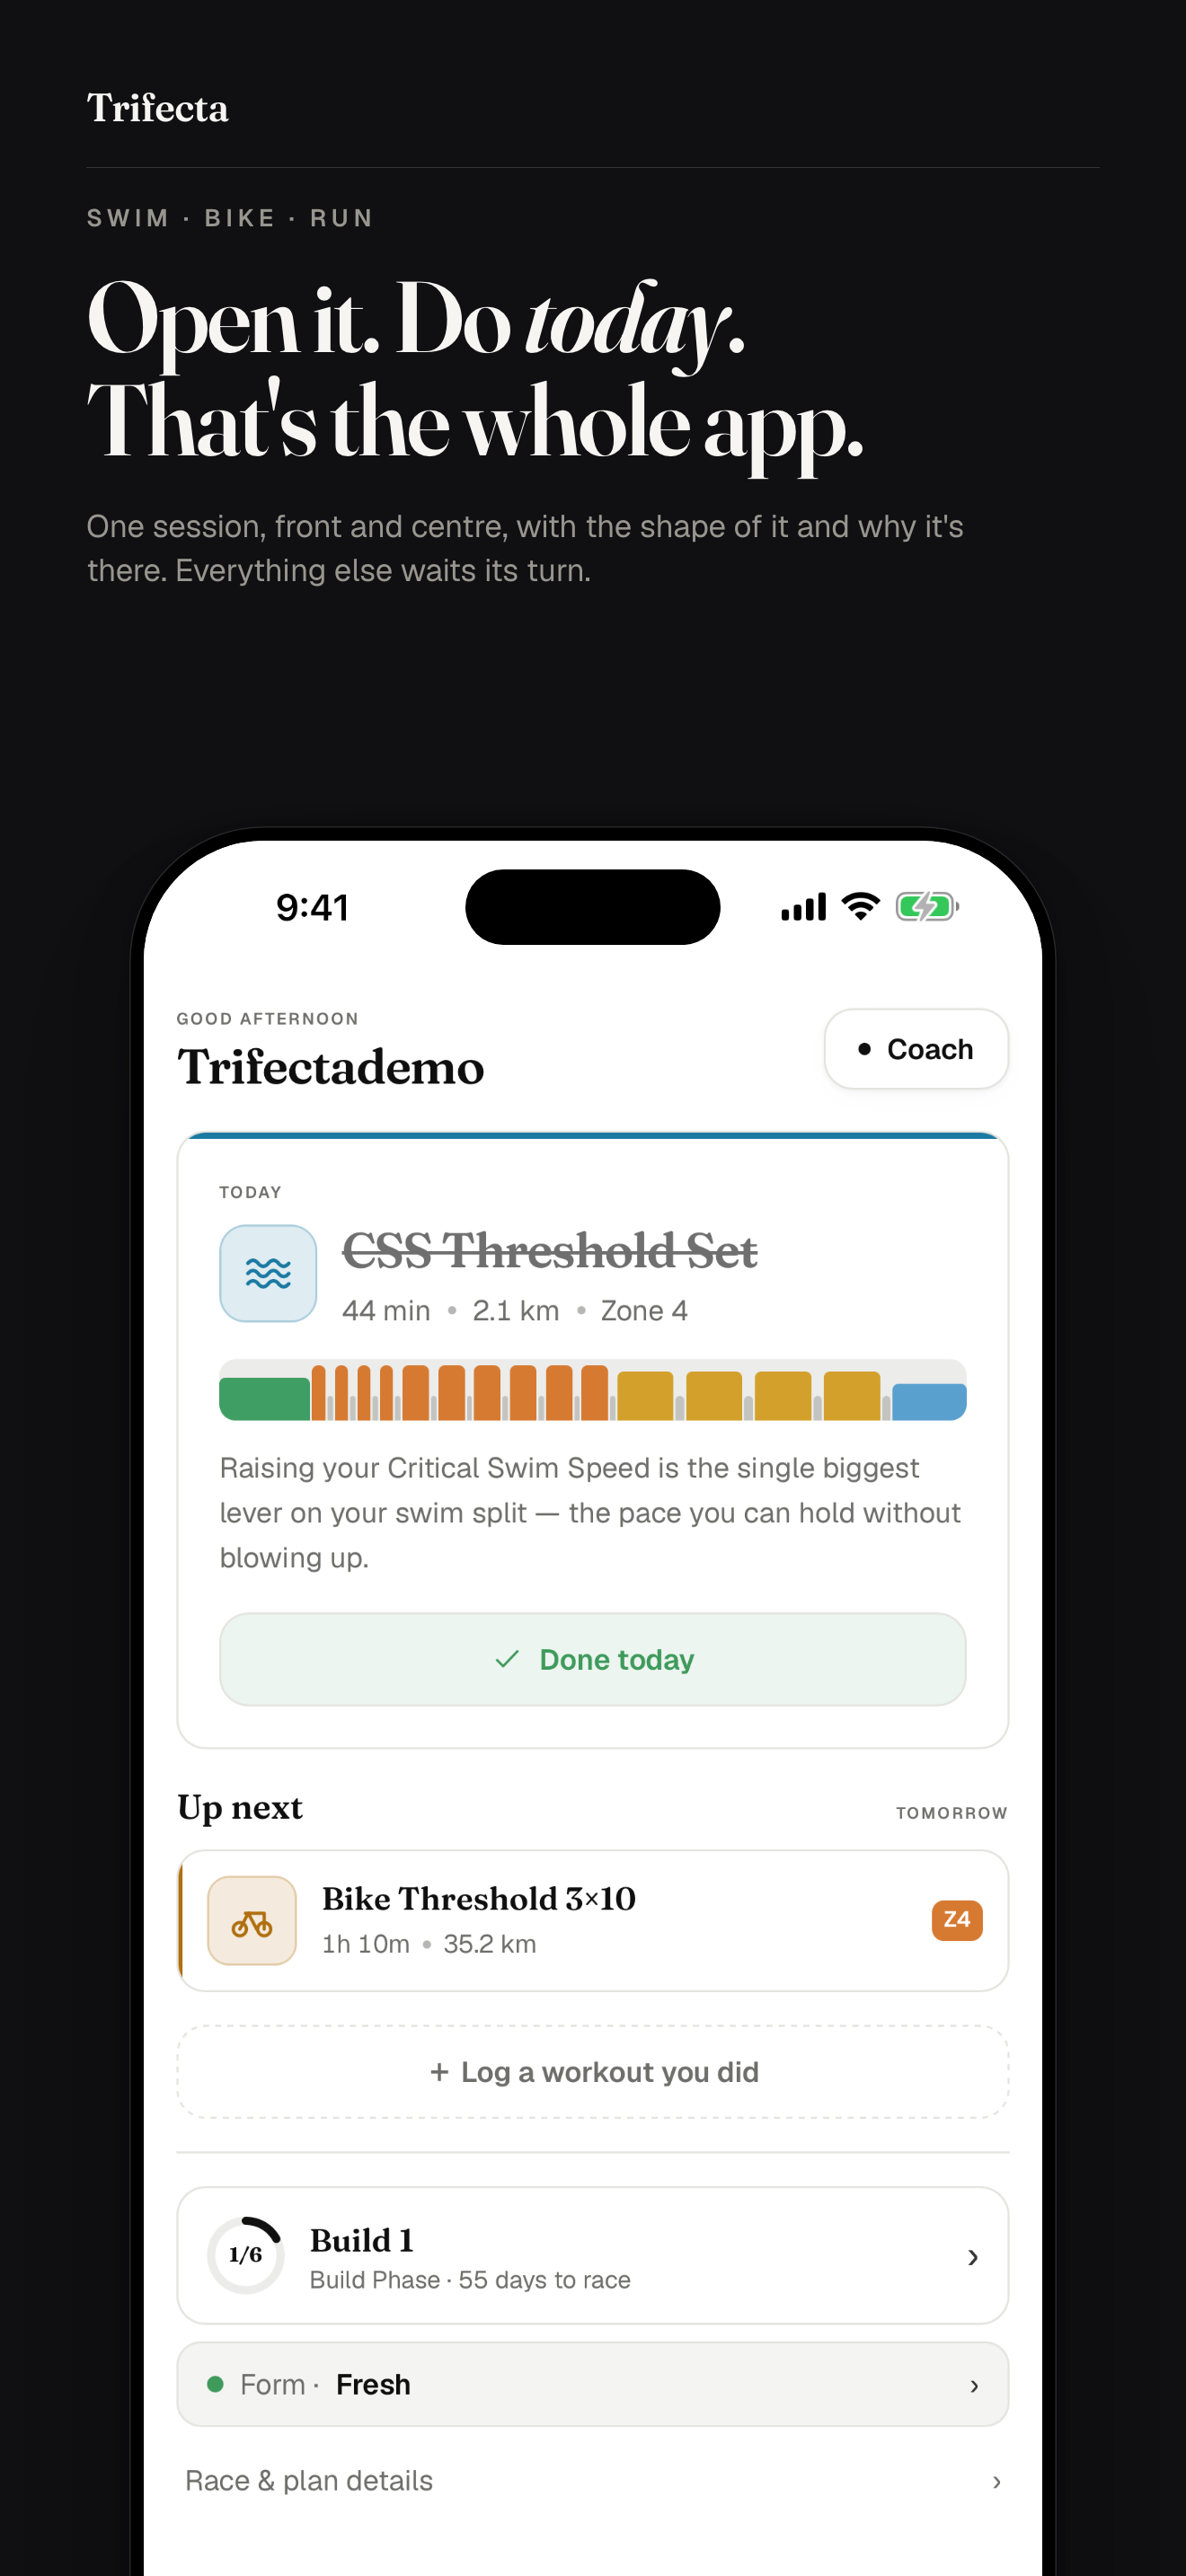 Trifecta
SWIM · BIKE · RUN
Open it. Do today.
That's the whole app.
One session, front and centre, with the shape of it and why it's
there. Everything else waits its turn.
9:41
GOOD AFTERNOON
Trifectademo
Coach
TODAY
CSS Threshold Set
44 min • 2.1 km • Zone 4
Raising your Critical Swim Speed is the single biggest
lever on your swim split — the pace you can hold without
blowing up.
✓ Done today
Up next
TOMORROW
Bike Threshold 3×10
1h 10m • 35.2 km
Z4
+ Log a workout you did
1/6
Build 1
Build Phase · 55 days to race
Form · Fresh
Race & plan details